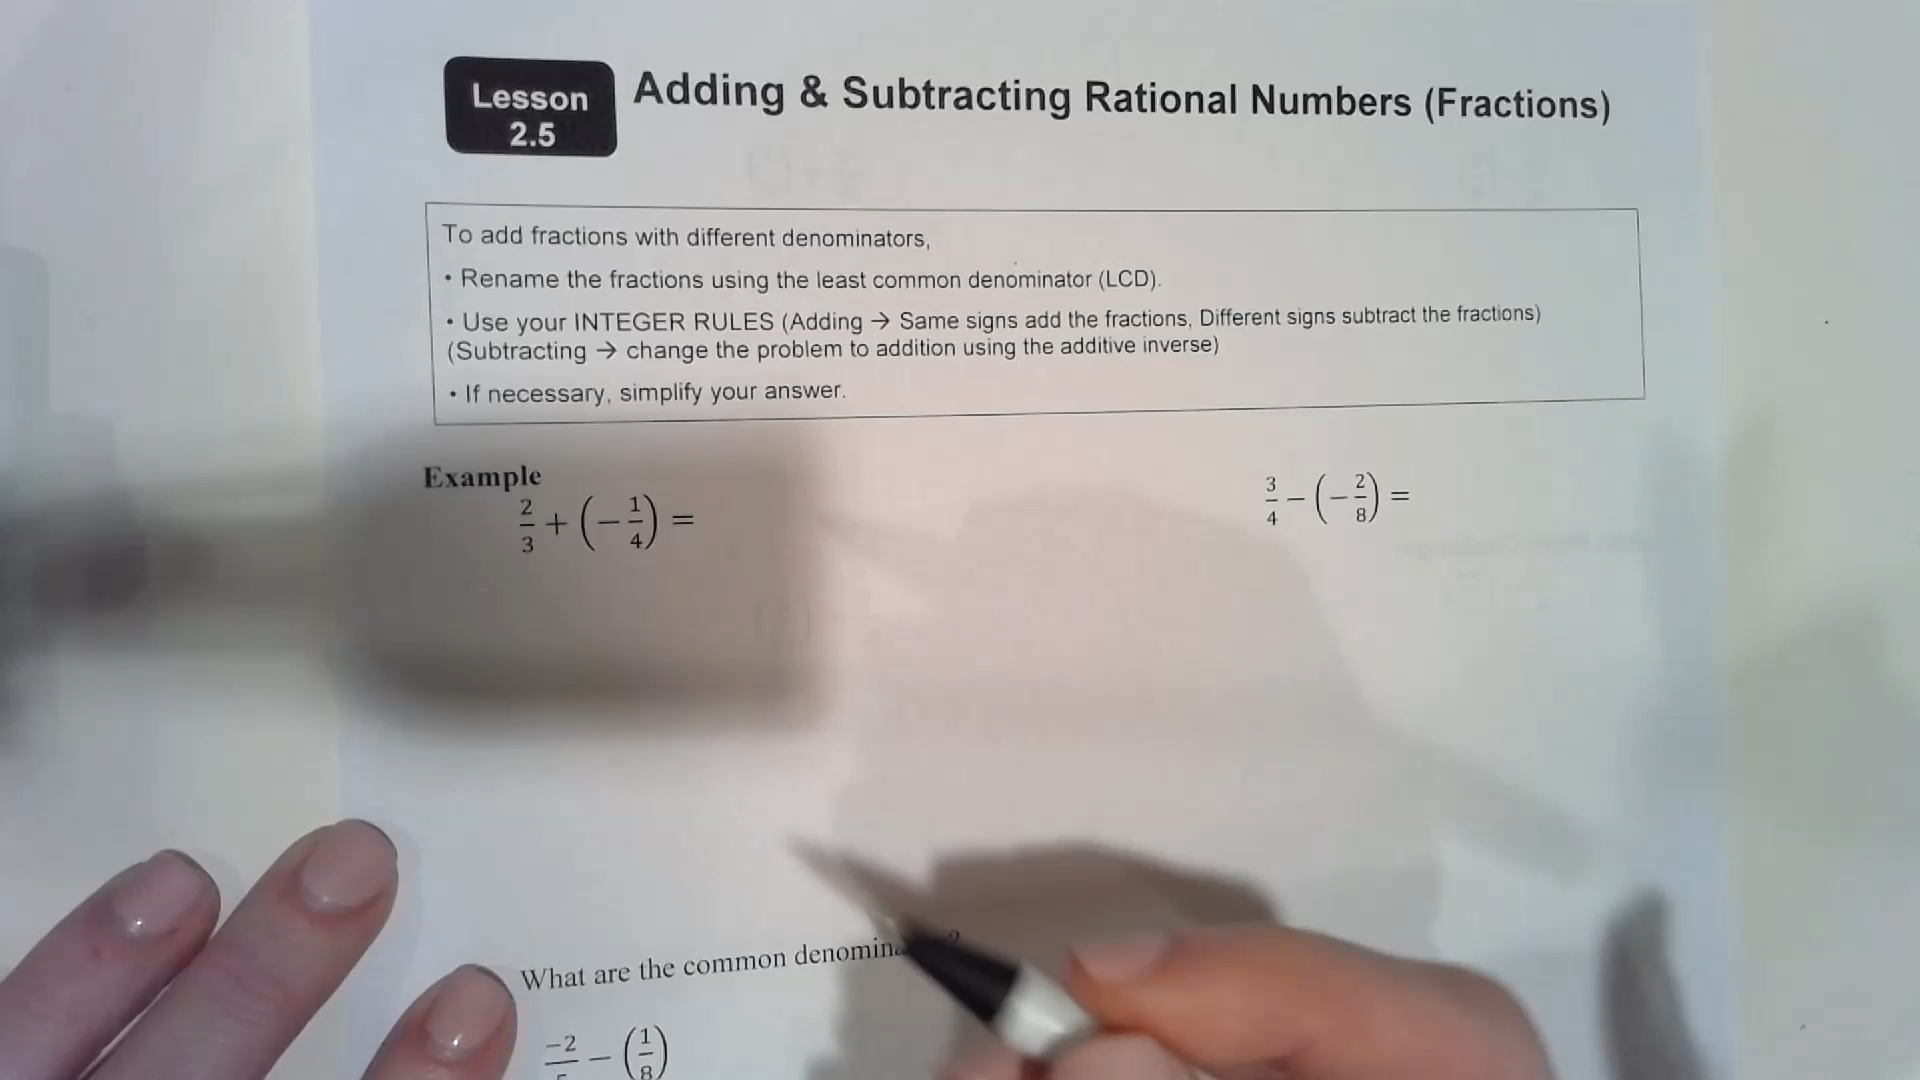 Lesson
2.5
Adding & Subtracting Rational Numbers (Fractions)
To add fractions with different denominators,
• Rename the fractions using the least common denominator (LCD).
• Use your INTEGER RULES (Adding → Same signs add the fractions, Different signs subtract the fractions)
(Subtracting → change the problem to addition using the additive inverse)
• If necessary, simplify your answer.
Example
2/3 + (−1/4) =
3/4 − (−2/8) =
What are the common
−2/5 − (1/8)